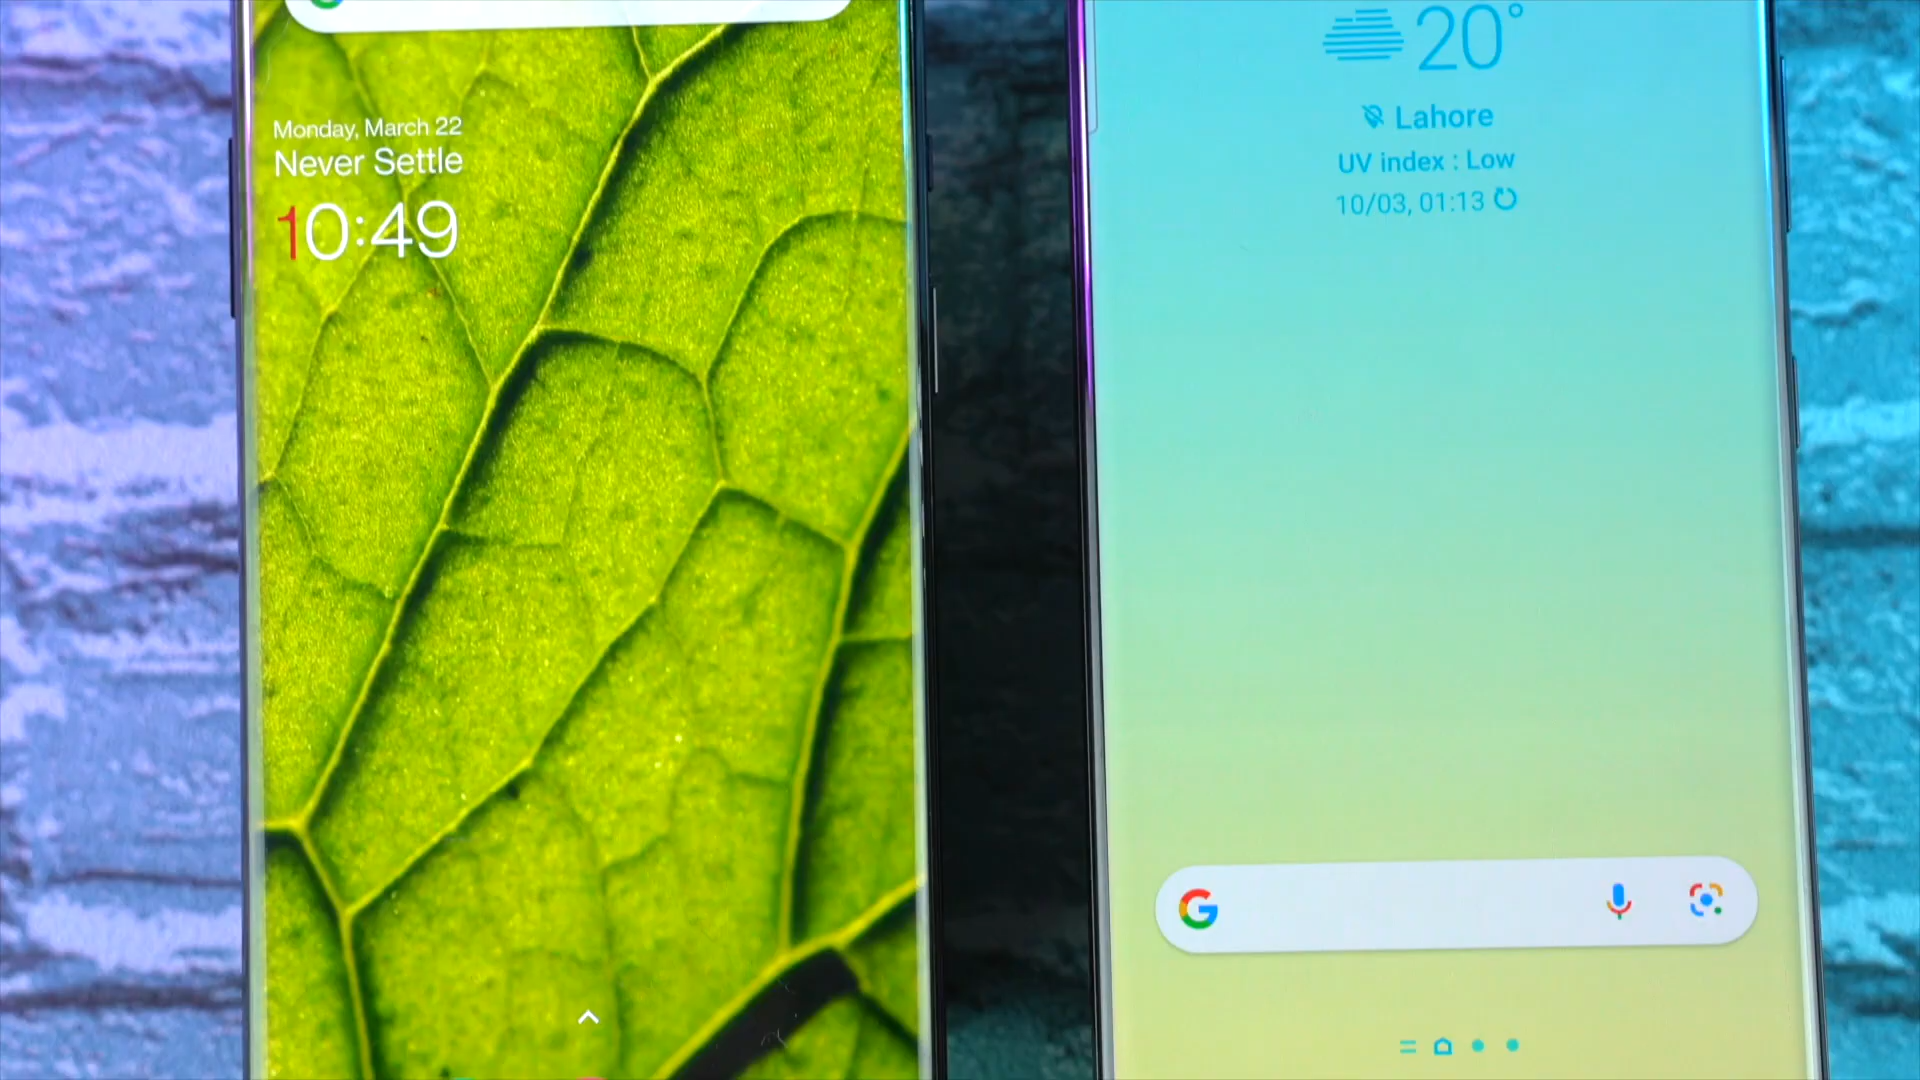 Monday, March 22
Never Settle
10:49
20°
Lahore
UV index : Low
10/03, 01:13
G